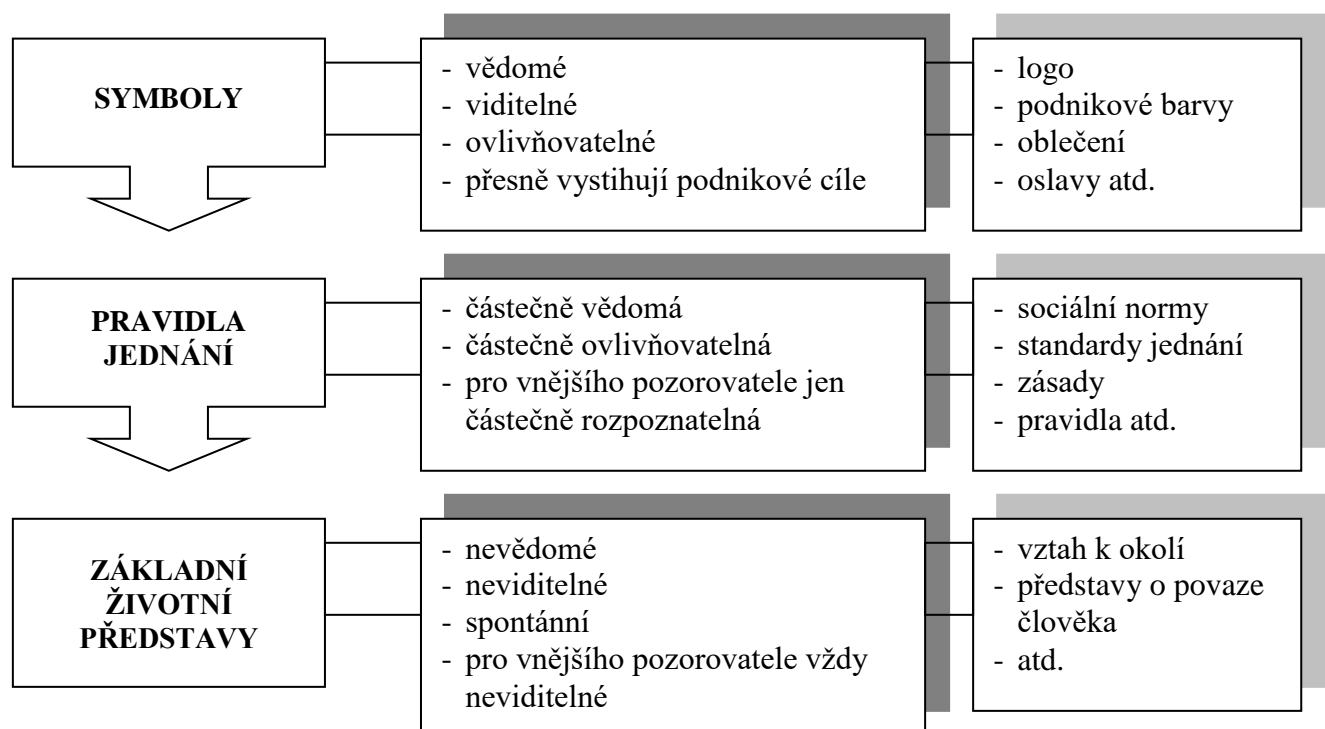 SYMBOLY
- vědomé
- viditelné
- ovlivňovatelné
- přesně vystihují podnikové cíle
- logo
- podnikové barvy
- oblečení
- oslavy atd.
PRAVIDLA
JEDNÁNÍ
- částečně vědomá
- částečně ovlivňovatelná
- pro vnějšího pozorovatele jen
částečně rozpoznatelná
- sociální normy
- standardy jednání
- zásady
- pravidla atd.
ZÁKLADNÍ
ŽIVOTNÍ
PŘEDSTAVY
- nevědomé
- neviditelné
- spontánní
- pro vnějšího pozorovatele vždy
neviditelné
- vztah k okolí
- představy o povaze
člověka
- atd.